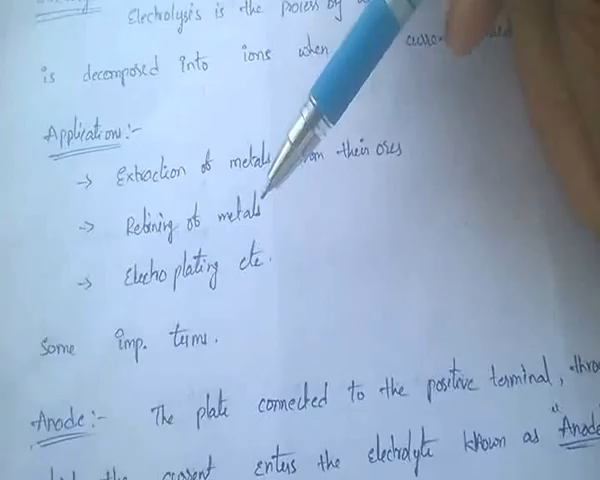 Electrolysis is the process by
is decomposed into ions when
Application:-
→ Extraction of metals from their ores
→ Refining of metals
→ Electroplating etc.
Some imp. terms.
Anode:- The plate connected to the positive terminal, thro
the current enters the electrolyte known as "Anode